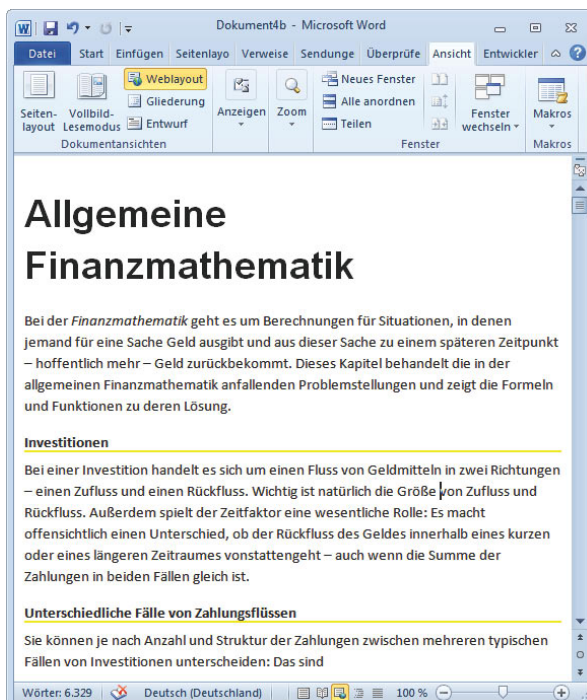 Dokument4b - Microsoft Word
Datei Start Einfügen Seitenlayo Verweise Sendunge Überprüfe Ansicht Entwickler
Weblayout Neues Fenster
Gliederung Alle anordnen
Entwurf Teilen
Seiten-layout Vollbild-Lesemodus Anzeigen Zoom Fenster wechseln Makros
Dokumentansichten Fenster Makros
Allgemeine
Finanzmathematik
Bei der Finanzmathematik geht es um Berechnungen für Situationen, in denen
jemand für eine Sache Geld ausgibt und aus dieser Sache zu einem späteren Zeitpunkt
– hoffentlich mehr – Geld zurückbekommt. Dieses Kapitel behandelt die in der
allgemeinen Finanzmathematik anfallenden Problemstellungen und zeigt die Formeln
und Funktionen zu deren Lösung.
Investitionen
Bei einer Investition handelt es sich um einen Fluss von Geldmitteln in zwei Richtungen
– einen Zufluss und einen Rückfluss. Wichtig ist natürlich die Größe von Zufluss und
Rückfluss. Außerdem spielt der Zeitfaktor eine wesentliche Rolle: Es macht
offensichtlich einen Unterschied, ob der Rückfluss des Geldes innerhalb eines kurzen
oder eines längeren Zeitraumes vonstattengeht – auch wenn die Summe der
Zahlungen in beiden Fällen gleich ist.
Unterschiedliche Fälle von Zahlungsflüssen
Sie können je nach Anzahl und Struktur der Zahlungen zwischen mehreren typischen
Fällen von Investitionen unterscheiden: Das sind
Wörter: 6.329 Deutsch (Deutschland) 100 %